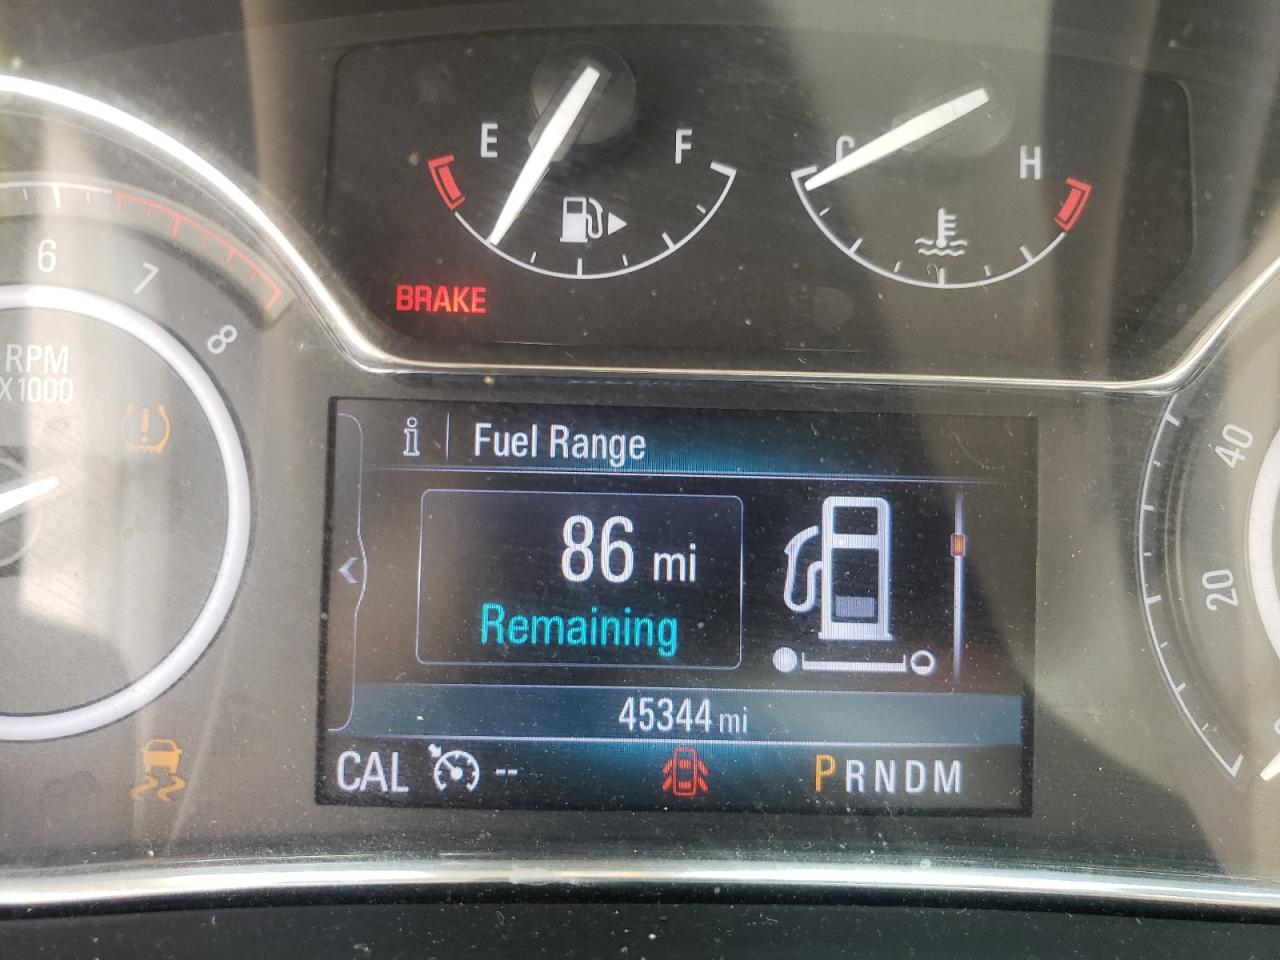 E F
C H
BRAKE
6
7
8
RPM
X1000
i Fuel Range
86 mi
Remaining
45344 mi
CAL -- PRNDM
40
20